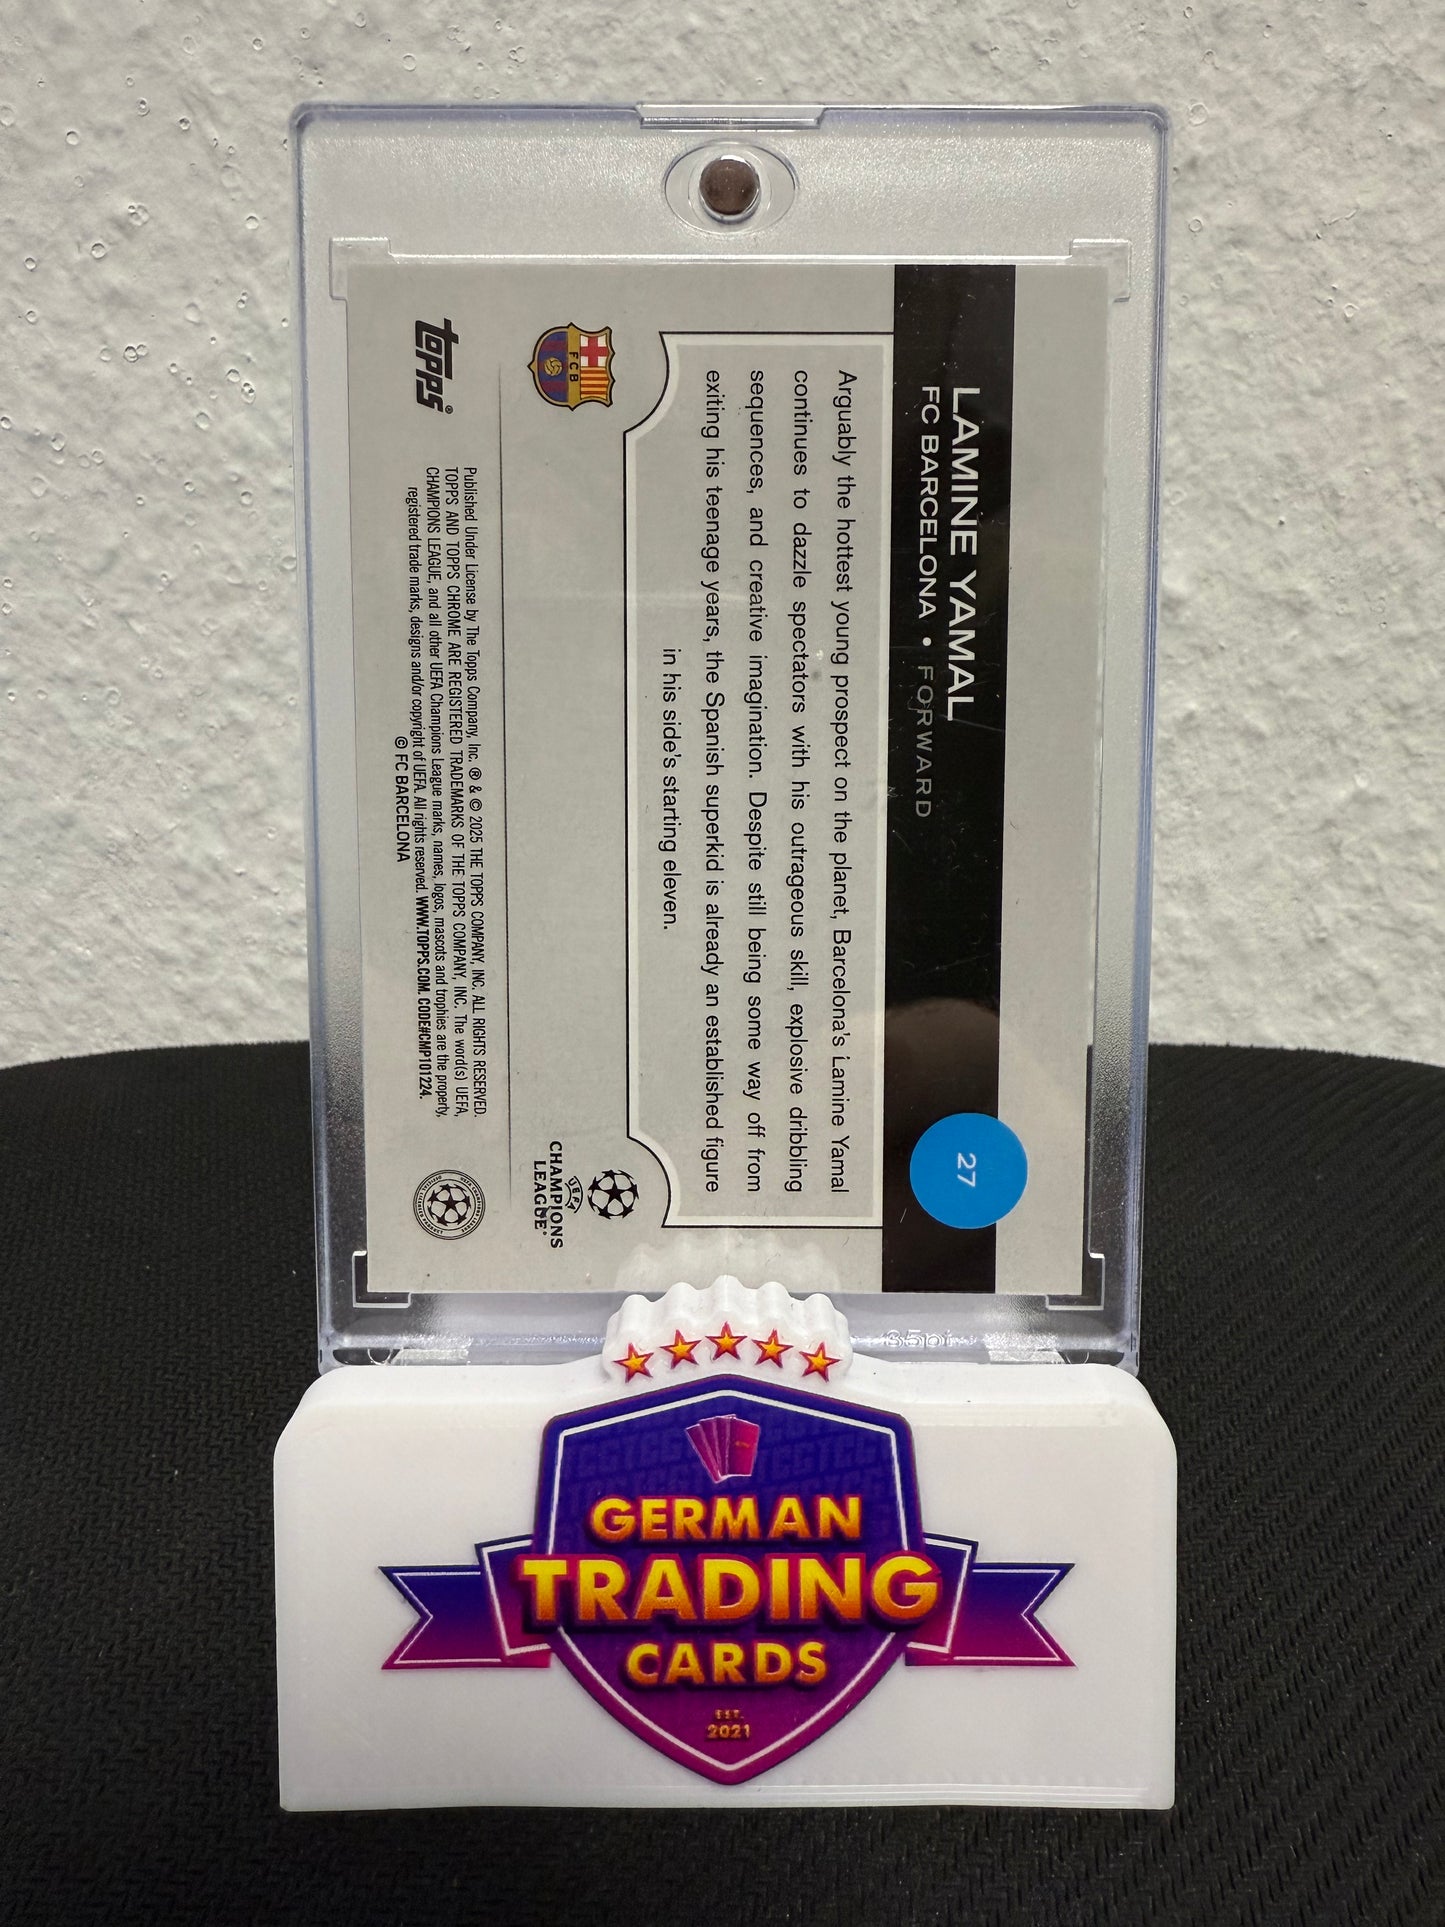 LAMINE YAMAL
FC BARCELONA • FORWARD
27
Arguably the hottest young prospect on the planet, Barcelona's Lamine Yamal
continues to dazzle spectators with his outrageous skill, explosive dribbling
sequences, and creative imagination. Despite still being some way off from
exiting his teenage years, the Spanish superkid is already an established figure
in his side's starting eleven.
FCB
UEFA
CHAMPIONS
LEAGUE®
topps®
Published Under License by The Topps Company, Inc. ® & © 2025 THE TOPPS COMPANY, INC. ALL RIGHTS RESERVED.
TOPPS AND TOPPS CHROME ARE REGISTERED TRADEMARKS OF THE TOPPS COMPANY, INC. The word(s) UEFA,
CHAMPIONS LEAGUE, and all other UEFA Champions League marks, names, logos, mascots and trophies are the property,
registered trade marks, designs and/or copyright of UEFA. All rights reserved. WWW.TOPPS.COM. CODE#CMP101224.
© FC BARCELONA
35pt
GERMAN
TRADING
CARDS
EST.
2021